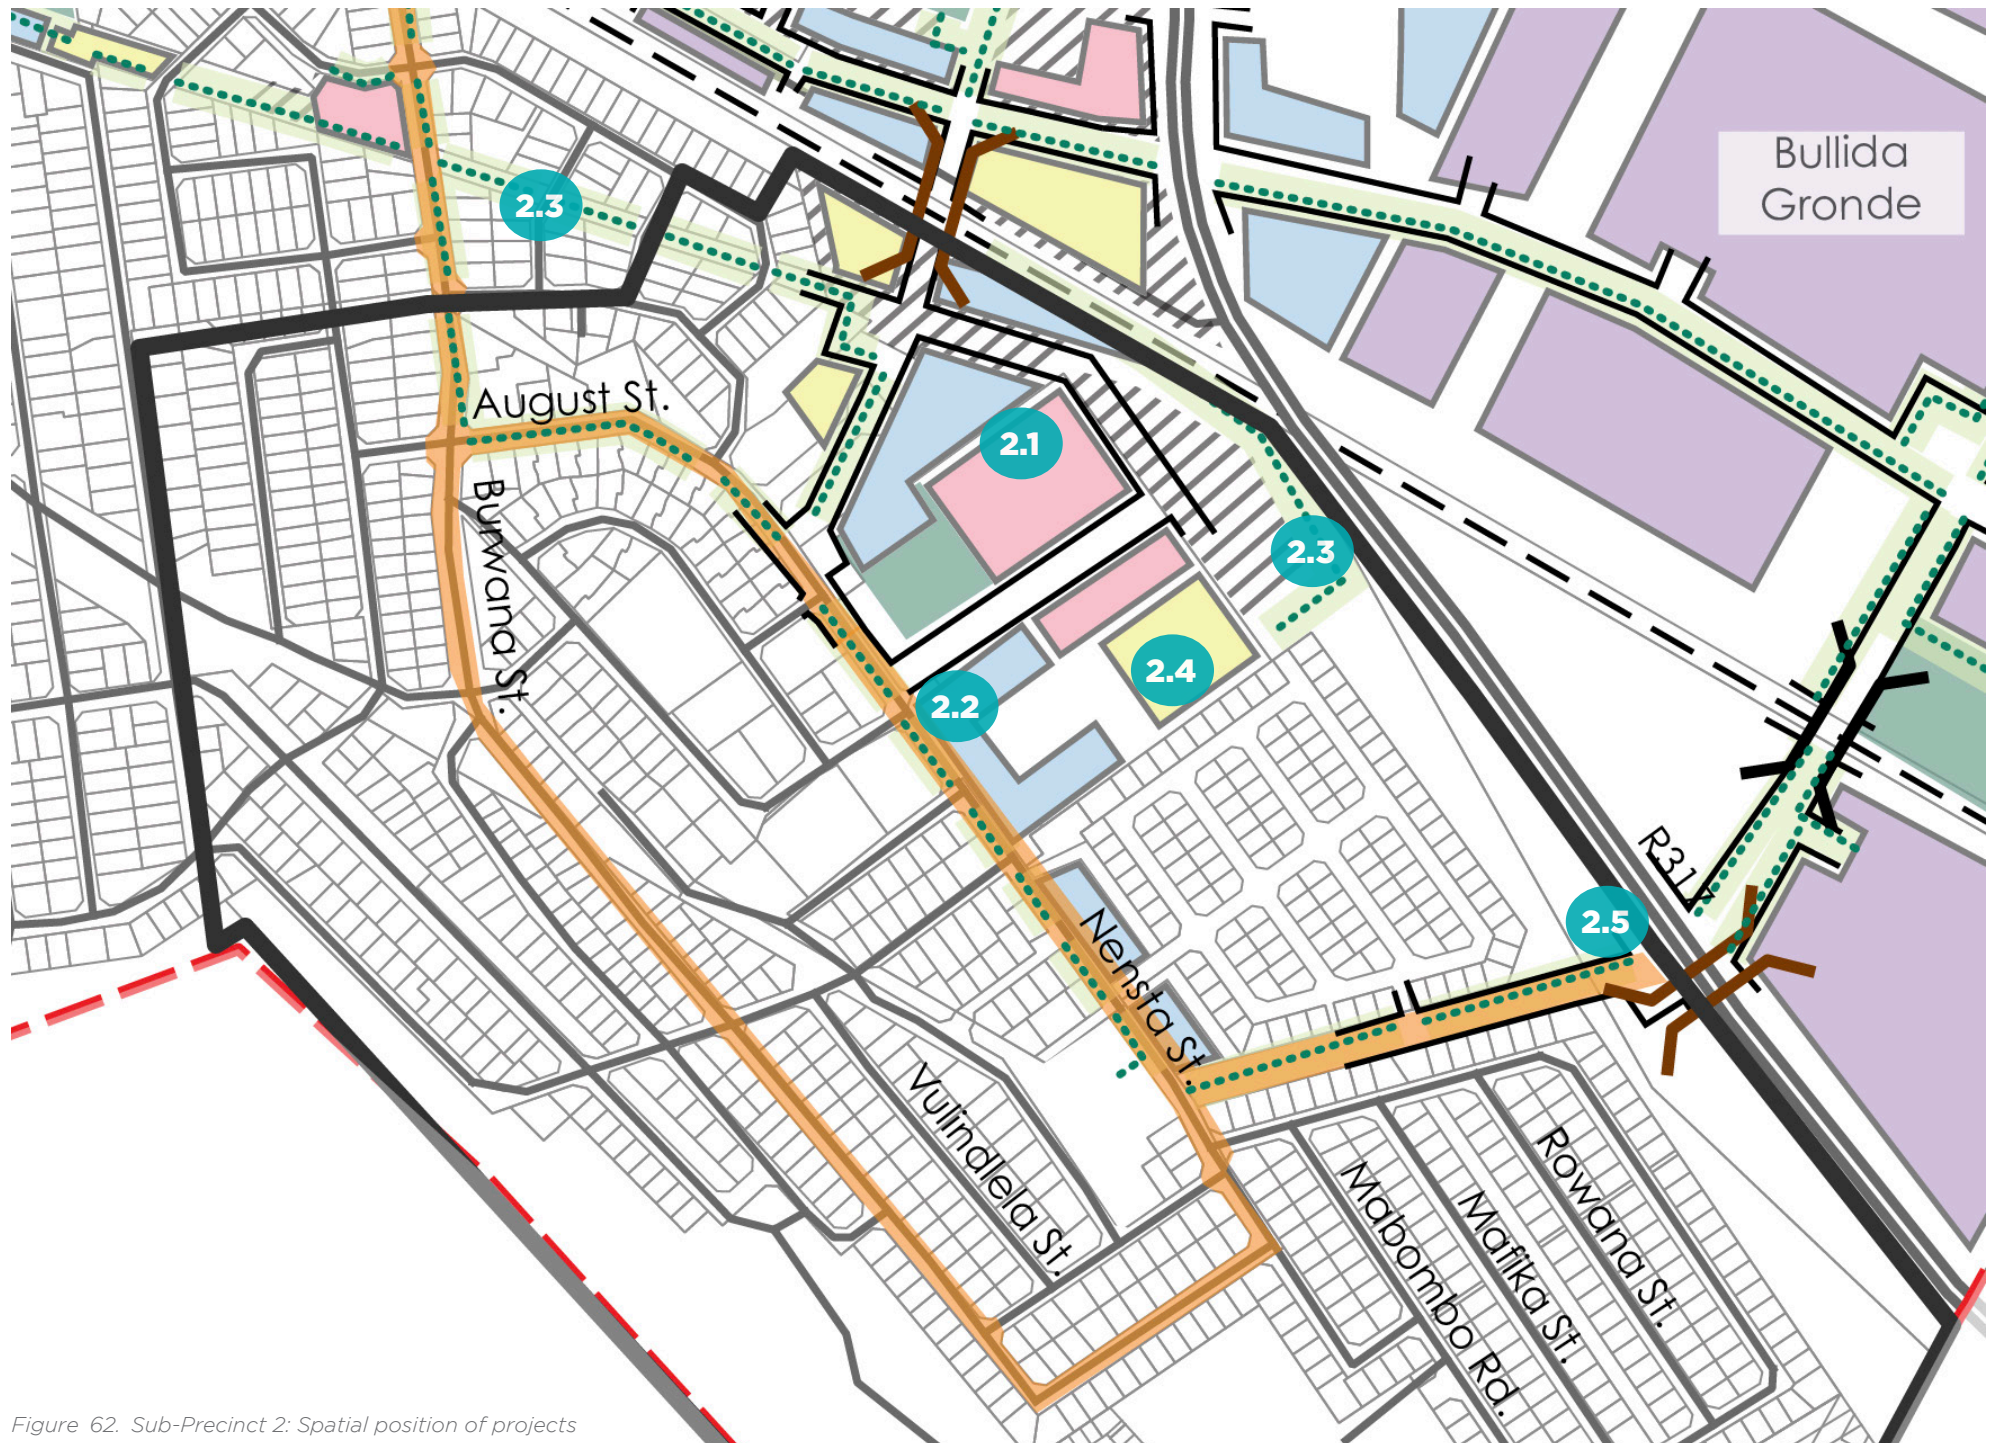 Bullida
Gronde
2.3
August St.
2.1
Burwana St.
2.3
2.4
2.2
R317
2.5
Nensta St.
Vulindlela St.
Mabombo Rd.
Mafika St.
Rowana St.
Figure 62. Sub-Precinct 2: Spatial position of projects